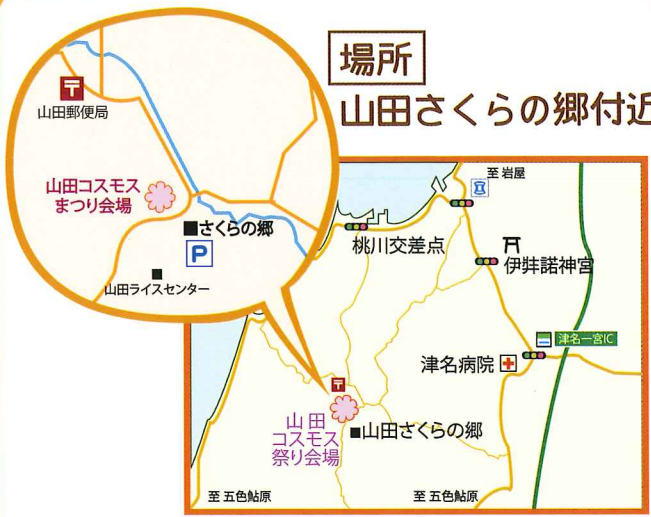 場所
山田さくらの郷付近
〒
山田郵便局
山田コスモス
まつり会場
■さくらの郷
P
■
山田ライスセンター
至 岩屋
桃川交差点
伊弉諾神宮
津名一宮IC
津名病院
〒
山田
コスモス
祭り会場
■山田さくらの郷
至 五色鮎原
至 五色鮎原